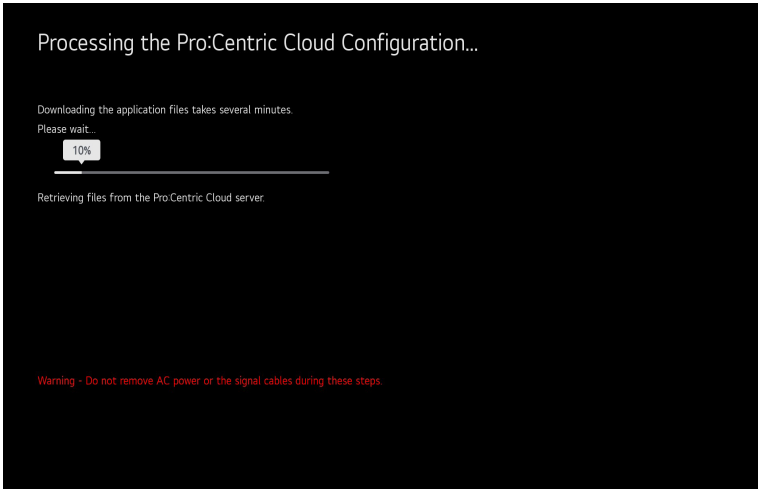 Processing the Pro:Centric Cloud Configuration...
Downloading the application files takes several minutes.
Please wait...
10%
Retrieving files from the Pro:Centric Cloud server.
Warning - Do not remove AC power or the signal cables during these steps.